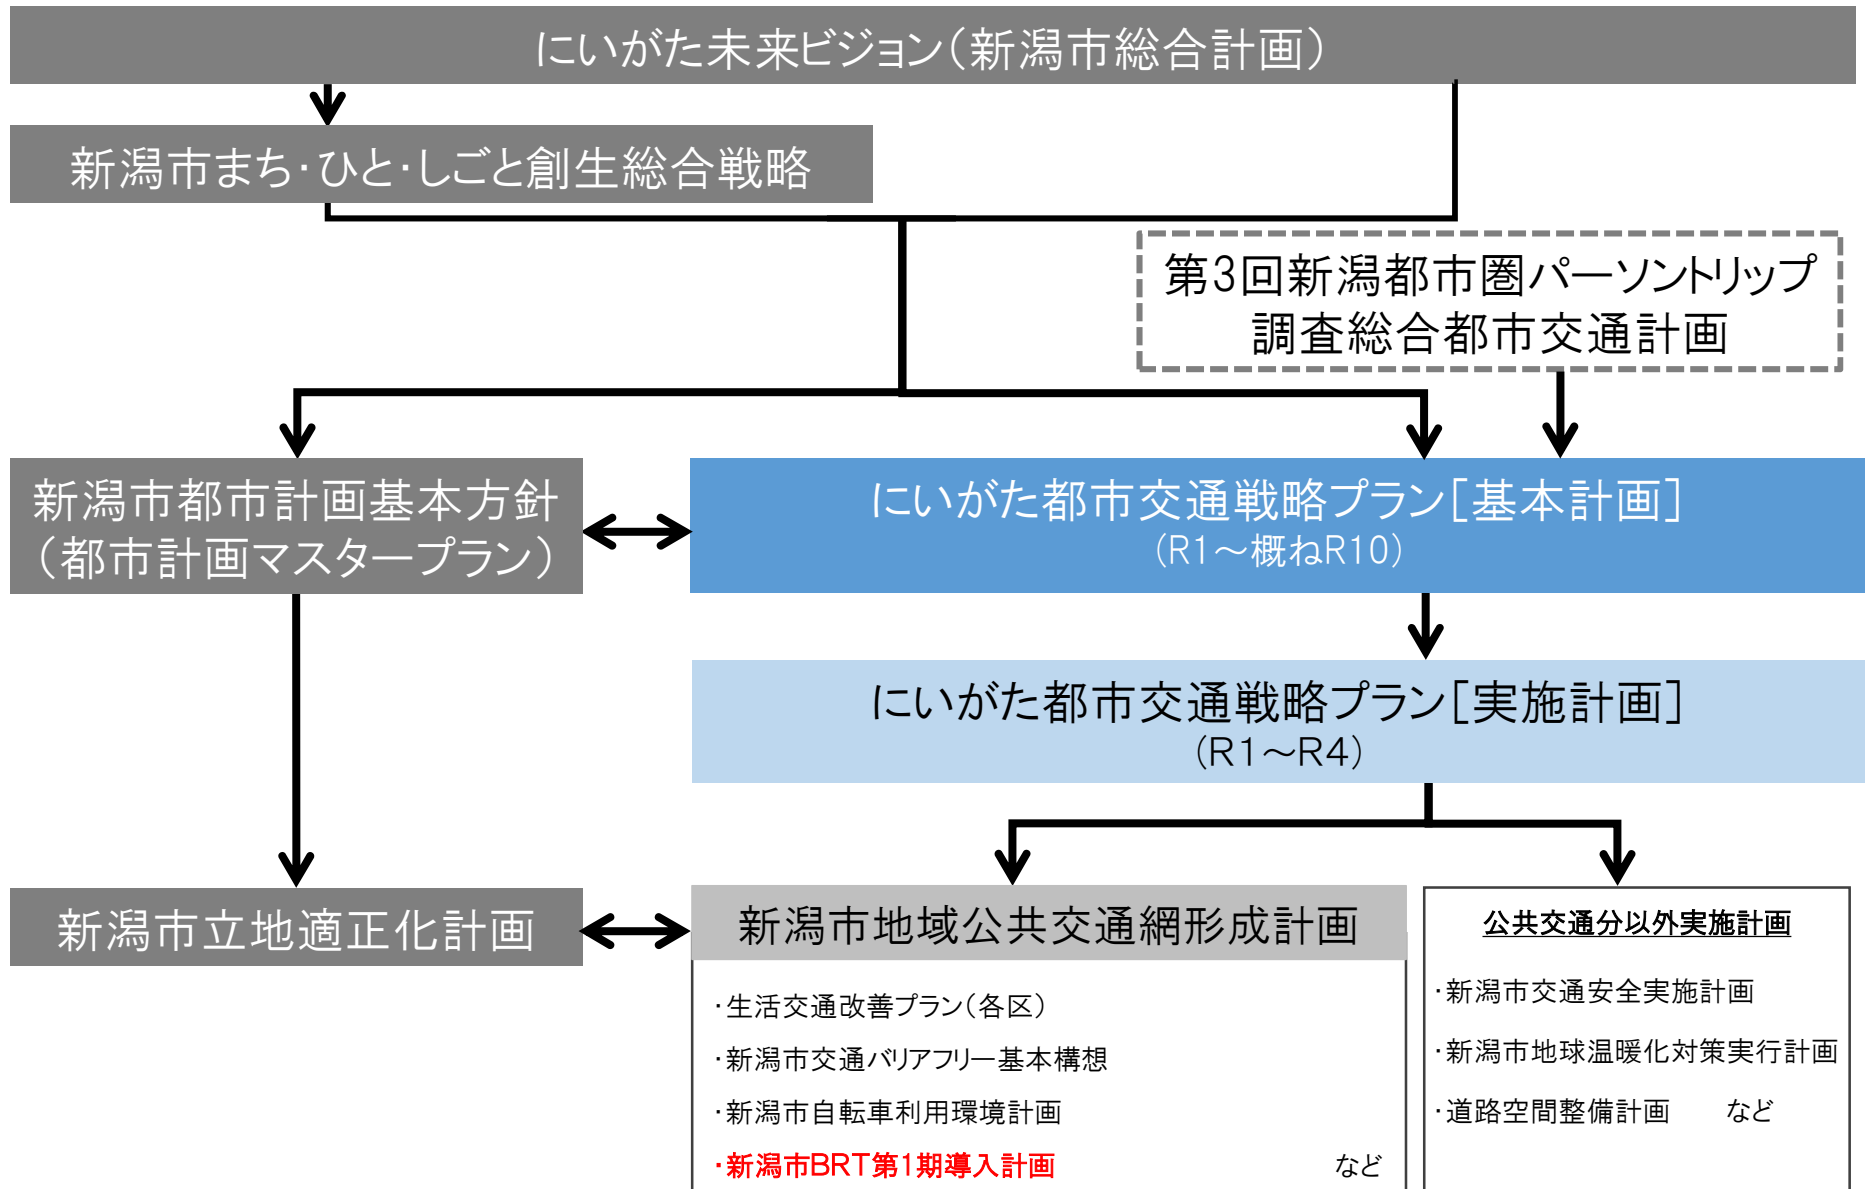 にいがた未来ビジョン（新潟市総合計画）
新潟市まち・ひと・しごと創生総合戦略
第3回新潟都市圏パーソントリップ
調査総合都市交通計画
新潟市都市計画基本方針
（都市計画マスタープラン）
にいがた都市交通戦略プラン［基本計画］
（R1～概ねR10）
にいがた都市交通戦略プラン［実施計画］
（R1～R4）
新潟市立地適正化計画
新潟市地域公共交通網形成計画
・生活交通改善プラン（各区）
・新潟市交通バリアフリー基本構想
・新潟市自転車利用環境計画
・新潟市BRT第1期導入計画　など
公共交通分以外実施計画
・新潟市交通安全実施計画
・新潟市地球温暖化対策実行計画
・道路空間整備計画　など